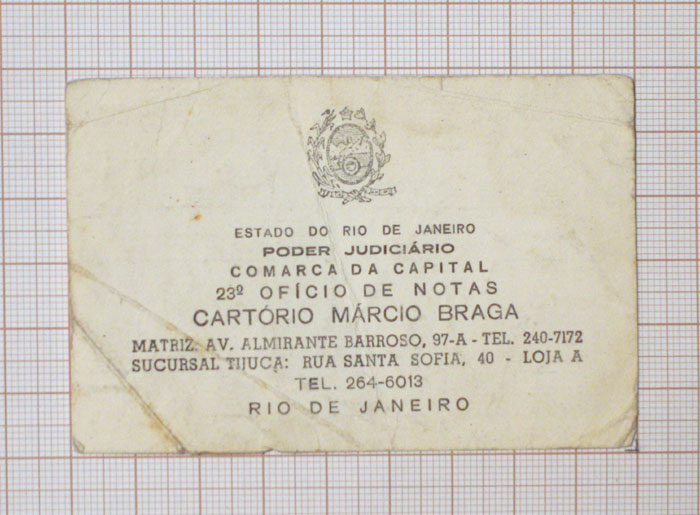 ESTADO DO RIO DE JANEIRO
PODER JUDICIÁRIO
COMARCA DA CAPITAL
23º OFÍCIO DE NOTAS
CARTÓRIO MÁRCIO BRAGA
MATRIZ. AV. ALMIRANTE BARROSO, 97-A - TEL. 240-7172
SUCURSAL TIJUCA: RUA SANTA SOFIA, 40 - LOJA A
TEL. 264-6013
RIO DE JANEIRO